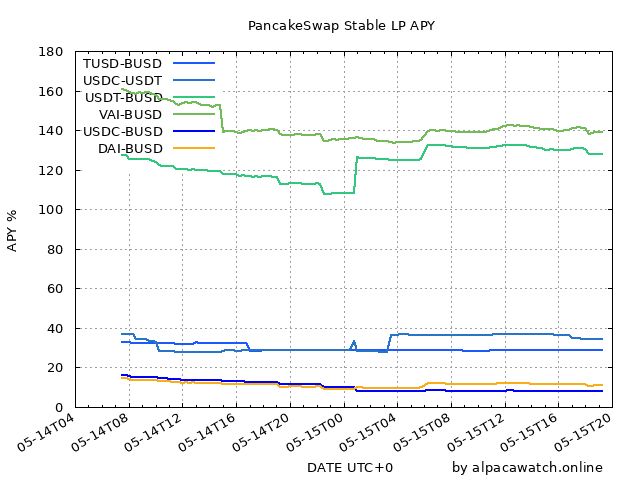 PancakeSwap Stable LP APY
APY %
180
160
140
120
100
80
60
40
20
0
TUSD-BUSD
USDC-USDT
USDT-BUSD
VAI-BUSD
USDC-BUSD
DAI-BUSD
05-14T04
05-14T08
05-14T12
05-14T16
05-14T20
05-15T00
05-15T04
05-15T08
05-15T12
05-15T16
05-15T20
DATE UTC+0
by alpacawatch.online